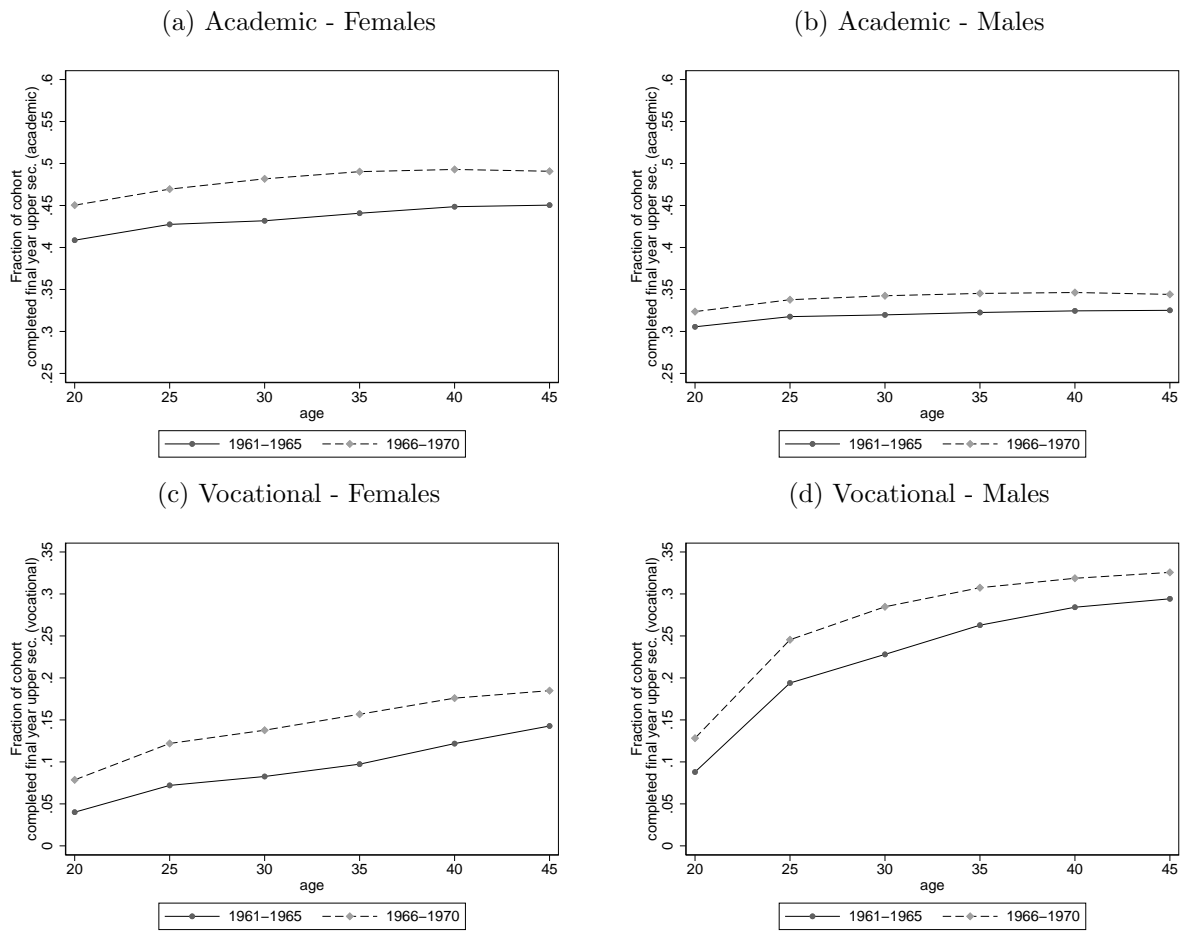 (a) Academic - Females
Fraction of cohort
completed final year upper sec. (academic)
.6
.55
.5
.45
.4
.35
.3
.25
20 25 30 35 40 45
age
1961–1965 1966–1970
(b) Academic - Males
Fraction of cohort
completed final year upper sec. (academic)
.6
.55
.5
.45
.4
.35
.3
.25
20 25 30 35 40 45
age
1961–1965 1966–1970
(c) Vocational - Females
Fraction of cohort
completed final year upper sec. (vocational)
.35
.3
.25
.2
.15
.1
.05
0
20 25 30 35 40 45
age
1961–1965 1966–1970
(d) Vocational - Males
Fraction of cohort
completed final year upper sec. (vocational)
.35
.3
.25
.2
.15
.1
.05
0
20 25 30 35 40 45
age
1961–1965 1966–1970